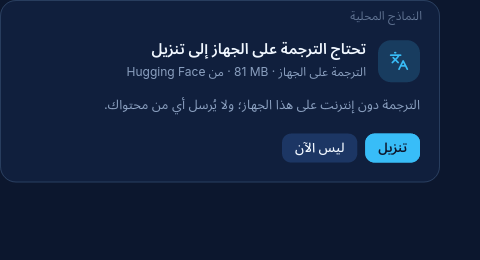 النماذج المحلية
تحتاج الترجمة على الجهاز إلى تنزيل
الترجمة على الجهاز · 81 MB · من Hugging Face
الترجمة دون إنترنت على هذا الجهاز؛ ولا يُرسل أي من محتواك.
تنزيل
ليس الآن